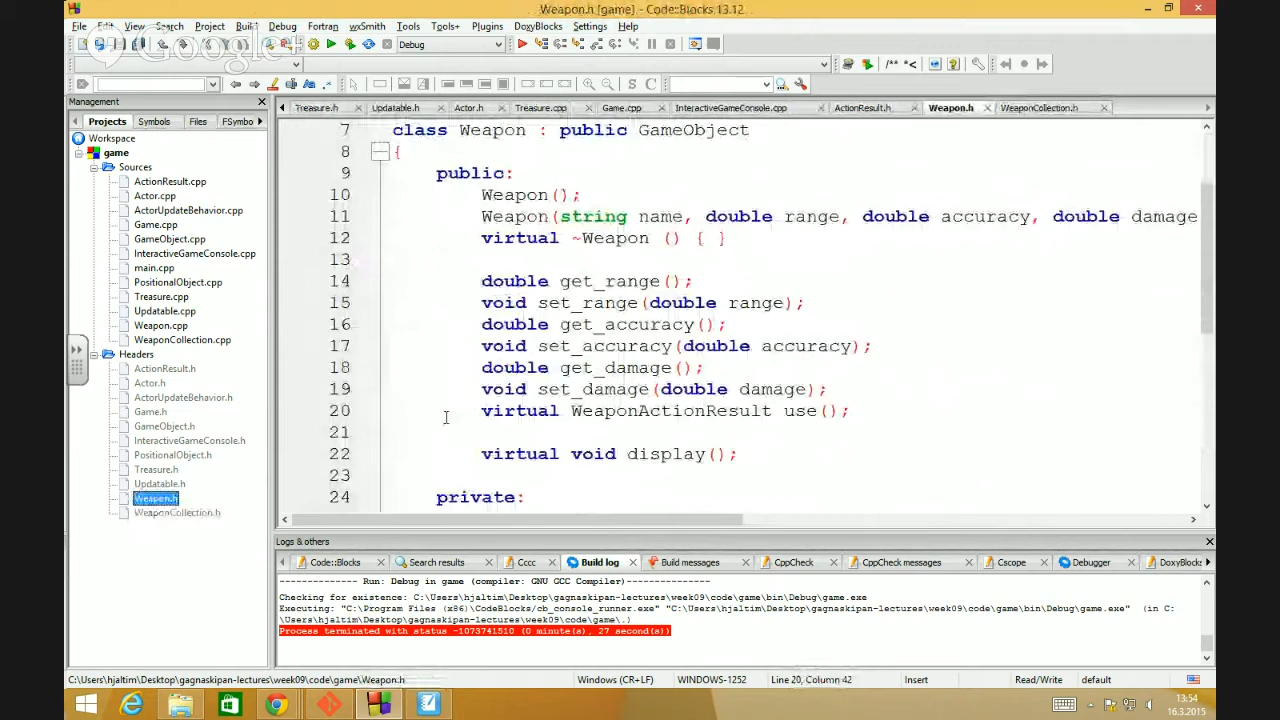 Weapon.h [game] - Code::Blocks 13.12
File Edit View Search Project Build Debug Fortran wxSmith Tools Tools+ Plugins DoxyBlocks Settings Help
Google+
Debug
/** *<
S C
Management
Treasure.h Updatable.h Actor.h Treasure.cpp Game.cpp InteractiveGameConsole.cpp ActionResult.h Weapon.h WeaponCollection.h
Projects Symbols Files FSymbo
Workspace
game
Sources
ActionResult.cpp
Actor.cpp
ActorUpdateBehavior.cpp
Game.cpp
GameObject.cpp
InteractiveGameConsole.cpp
main.cpp
PositionalObject.cpp
Treasure.cpp
Updatable.cpp
Weapon.cpp
WeaponCollection.cpp
Headers
ActionResult.h
Actor.h
ActorUpdateBehavior.h
Game.h
GameObject.h
InteractiveGameConsole.h
PositionalObject.h
Treasure.h
Updatable.h
Weapon.h
WeaponCollection.h
7 class Weapon : public GameObject
8 {
9 public:
10 Weapon();
11 Weapon(string name, double range, double accuracy, double damage
12 virtual ~Weapon () { }
13
14 double get_range();
15 void set_range(double range);
16 double get_accuracy();
17 void set_accuracy(double accuracy);
18 double get_damage();
19 void set_damage(double damage);
20 virtual WeaponActionResult use();
21
22 virtual void display();
23
24 private:
Logs & others
Code::Blocks Search results Cccc Build log Build messages CppCheck CppCheck messages Cscope Debugger DoxyBlocks
-------------- Run: Debug in game (compiler: GNU GCC Compiler)---------------
Checking for existence: C:\Users\hjaltim\Desktop\gagnaskipan-lectures\week09\code\game\bin\Debug\game.exe
Executing: "C:\Program Files (x86)\CodeBlocks/cb_console_runner.exe" "C:\Users\hjaltim\Desktop\gagnaskipan-lectures\week09\code\game\bin\Debug\game.exe" (in C:
\Users\hjaltim\Desktop\gagnaskipan-lectures\week09\code\game\.)
Process terminated with status -1073741510 (0 minute(s), 27 second(s))
C:\Users\hjaltim\Desktop\gagnaskipan-lectures\week09\code\game\Weapon.h Windows (CR+LF) WINDOWS-1252 Line 20, Column 42 Insert Read/Write default
13:54
16.3.2015